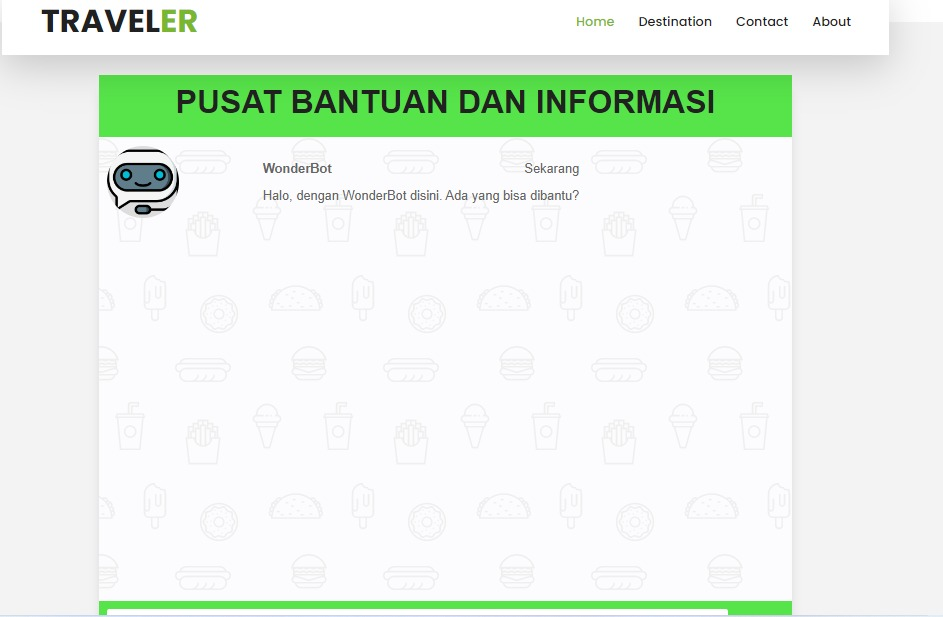 TRAVELER
Home Destination Contact About
PUSAT BANTUAN DAN INFORMASI
WonderBot Sekarang
Halo, dengan WonderBot disini. Ada yang bisa dibantu?